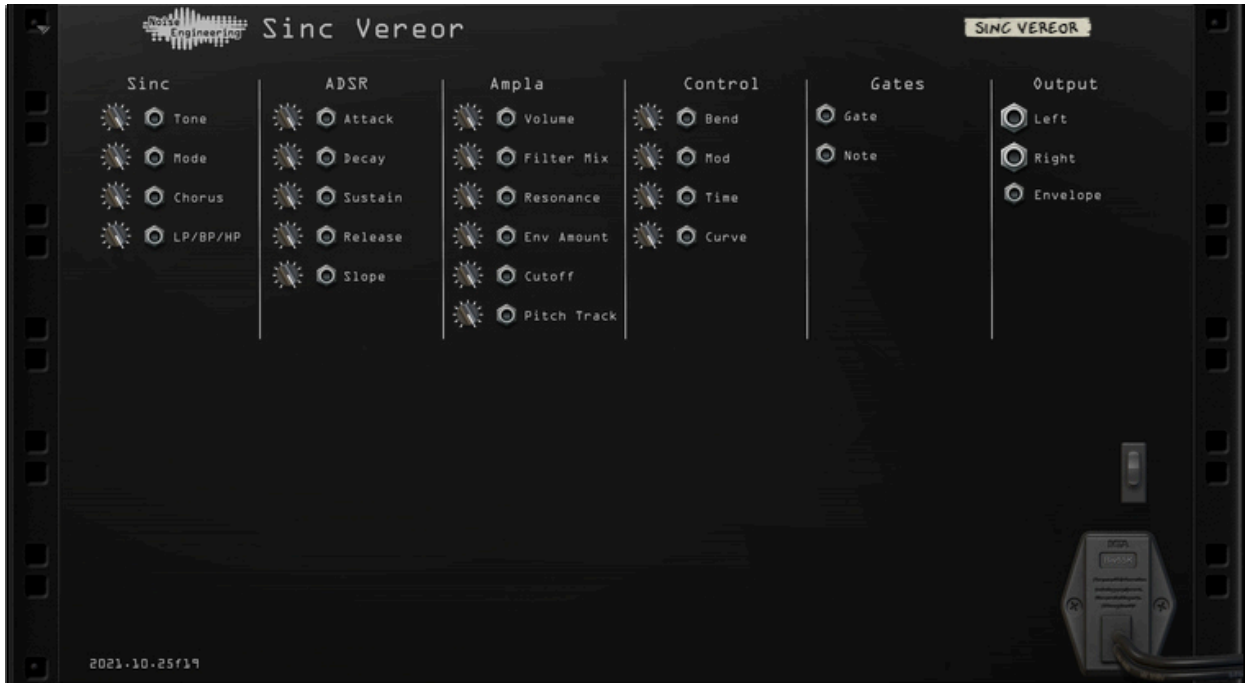 Noise
Engineering
Sinc Vereor
SINC VEREOR
Sinc
Tone
Mode
Chorus
LP/BP/HP
ADSR
Attack
Decay
Sustain
Release
Slope
Ampla
Volume
Filter Mix
Resonance
Env Amount
Cutoff
Pitch Track
Control
Bend
Mod
Time
Curve
Gates
Gate
Note
Output
Left
Right
Envelope
2021.10.25f19